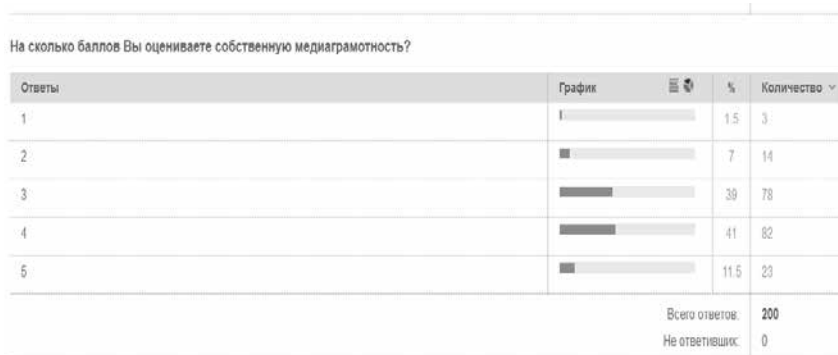 На сколько баллов Вы оцениваете собственную медиаграмотность?
Ответы График % Количество
1 1.5 3
2 7 14
3 39 78
4 41 82
5 11.5 23
Всего ответов: 200
Не ответивших: 0